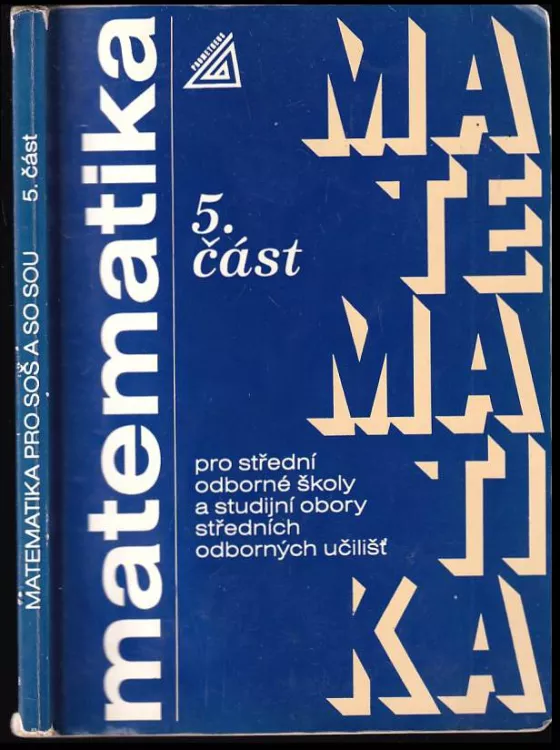 MATEMATIKA PRO SOŠ A SO SOU 5. část
matematika
PROMETHEUS
5.
část
pro střední
odborné školy
a studijní obory
středních
odborných učilišť
MA
TE
MA
TI
KA